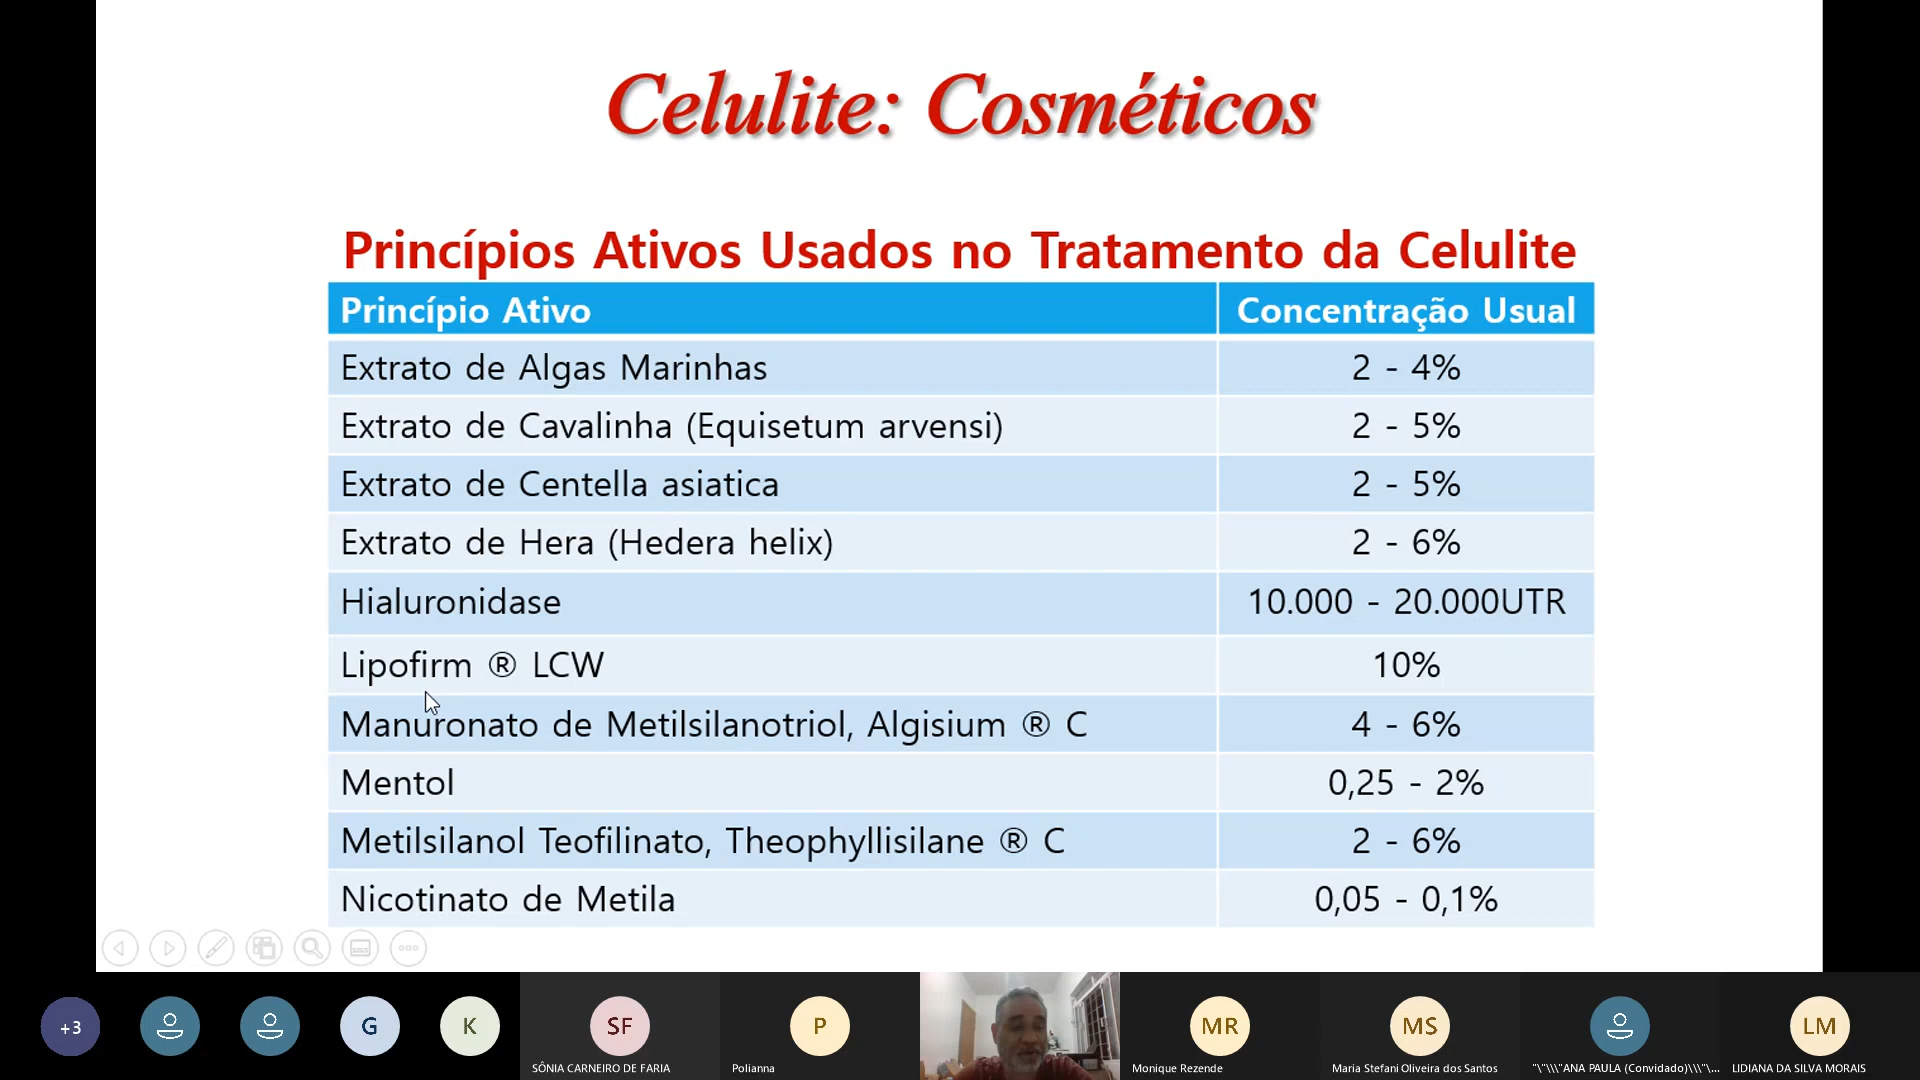 Celulite: Cosméticos
Princípios Ativos Usados no Tratamento da Celulite
Princípio Ativo Concentração Usual
Extrato de Algas Marinhas 2 - 4%
Extrato de Cavalinha (Equisetum arvensi) 2 - 5%
Extrato de Centella asiatica 2 - 5%
Extrato de Hera (Hedera helix) 2 - 6%
Hialuronidase 10.000 - 20.000UTR
Lipofirm ® LCW 10%
Manuronato de Metilsilanotriol, Algisium ® C 4 - 6%
Mentol 0,25 - 2%
Metilsilanol Teofilinato, Theophyllisilane ® C 2 - 6%
Nicotinato de Metila 0,05 - 0,1%
+3 G K SF P MR MS LM
SÔNIA CARNEIRO DE FARIA Polianna Monique Rezende Maria Stefani Oliveira dos Santos "\"\\\"ANA PAULA (Convidado)\\\"\... LIDIANA DA SILVA MORAIS